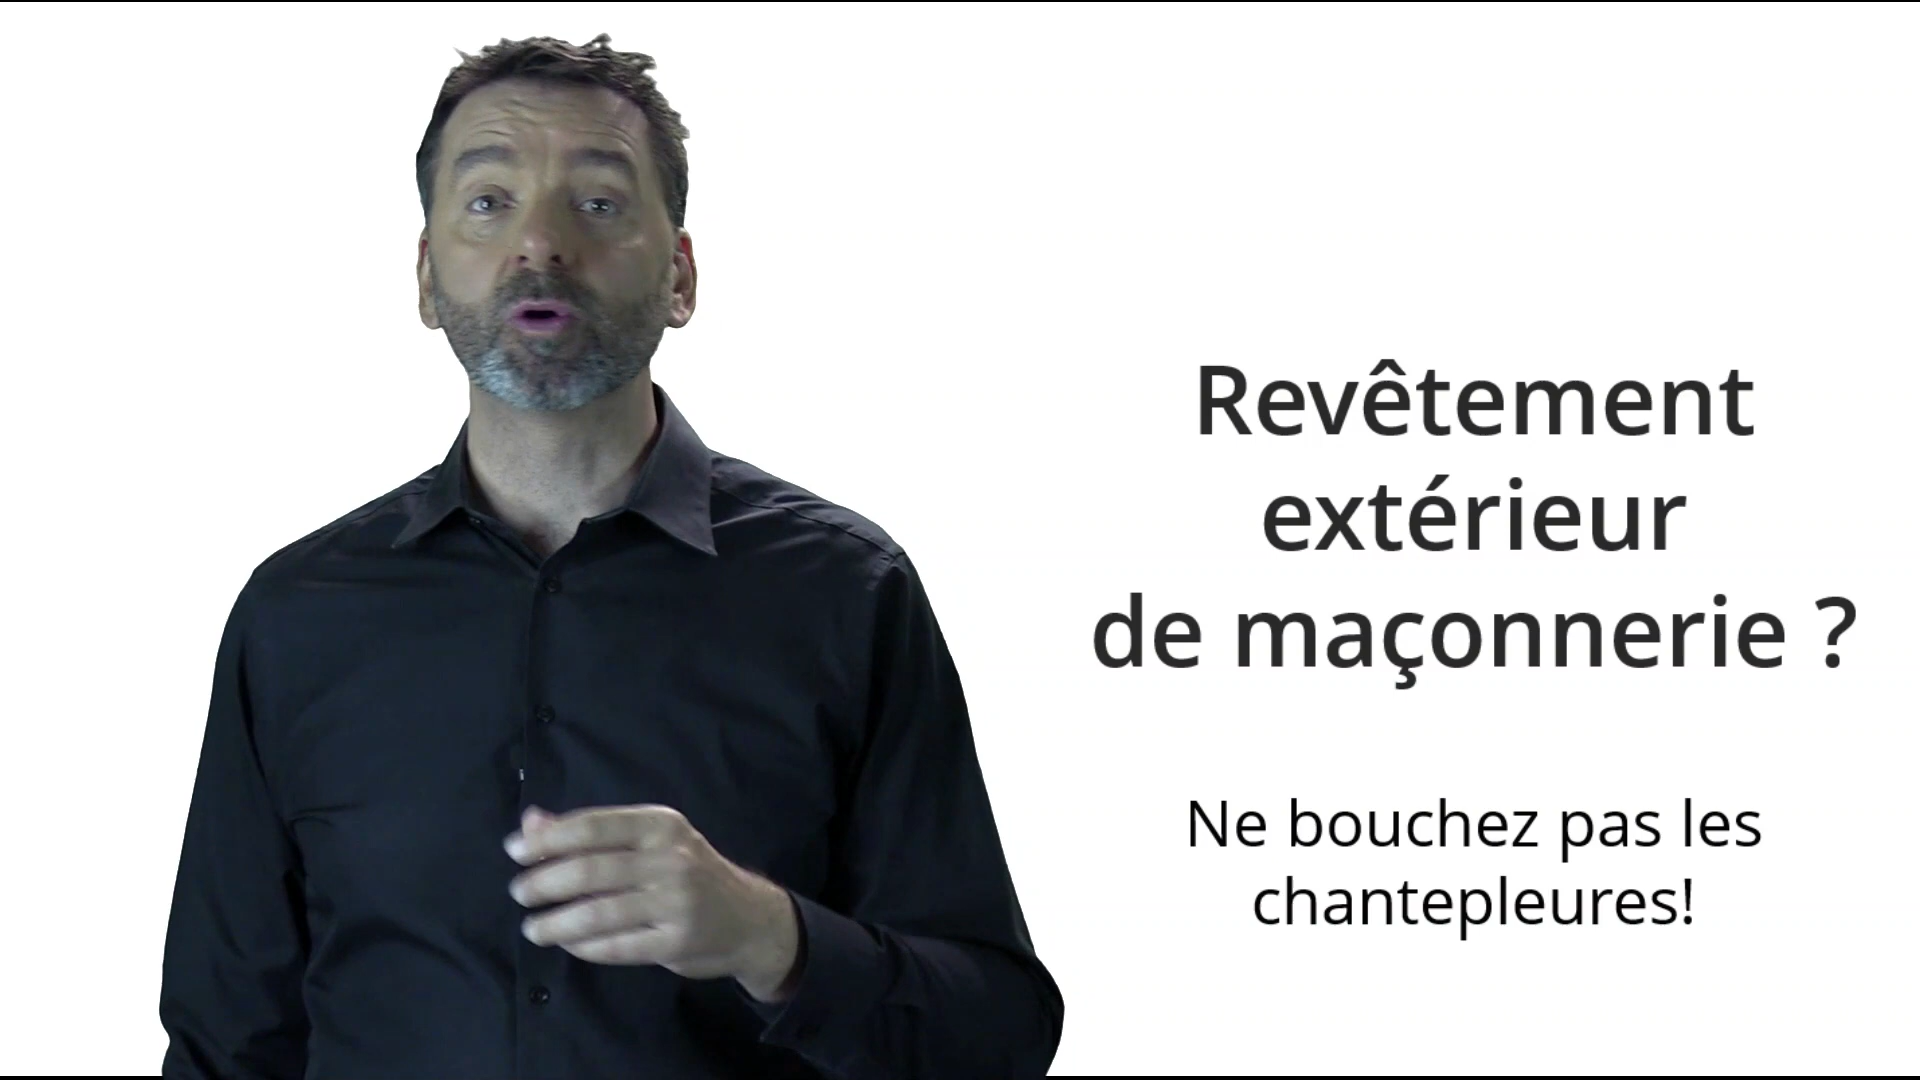 Revêtement
extérieur
de maçonnerie ?
Ne bouchez pas les
chantepleures!